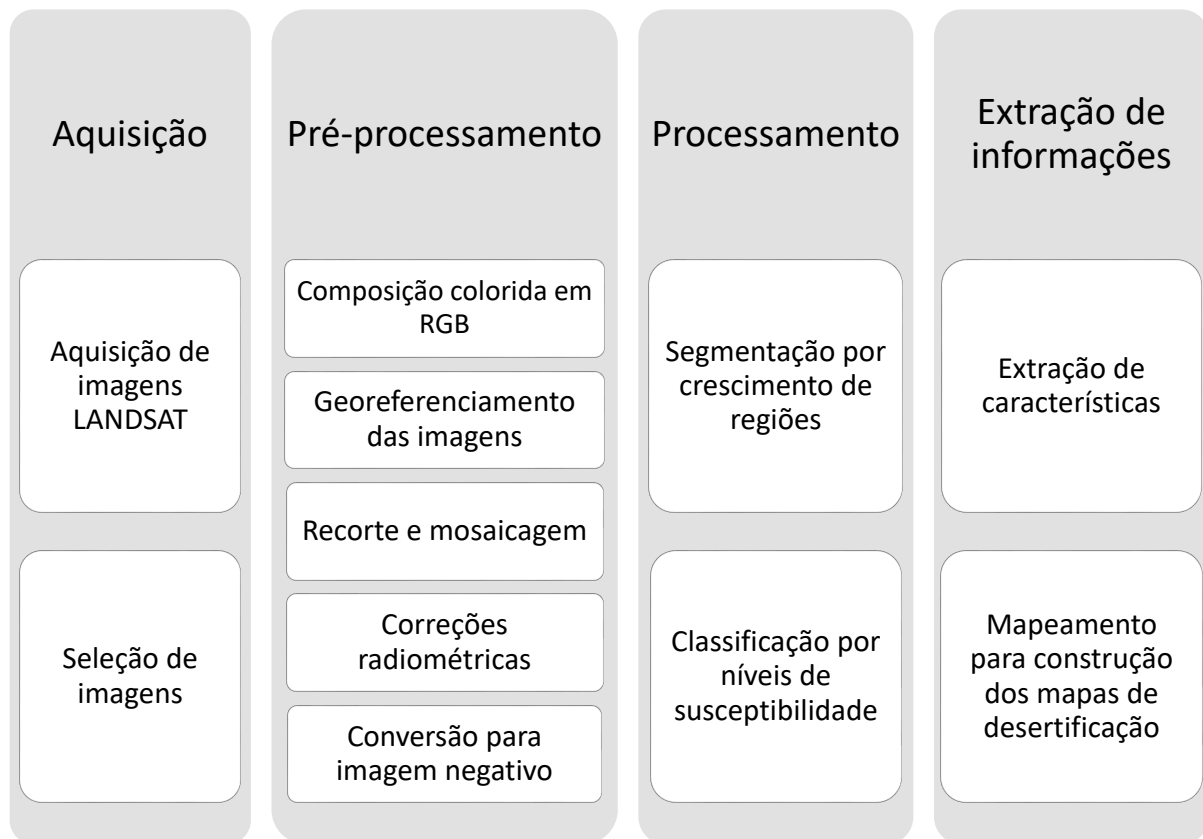 Aquisição
Aquisição de
imagens
LANDSAT
Seleção de
imagens
Pré-processamento
Composição colorida em
RGB
Georeferenciamento
das imagens
Recorte e mosaicagem
Correções
radiométricas
Conversão para
imagem negativo
Processamento
Segmentação por
crescimento de
regiões
Classificação por
níveis de
susceptibilidade
Extração de
informações
Extração de
características
Mapeamento
para construção
dos mapas de
desertificação